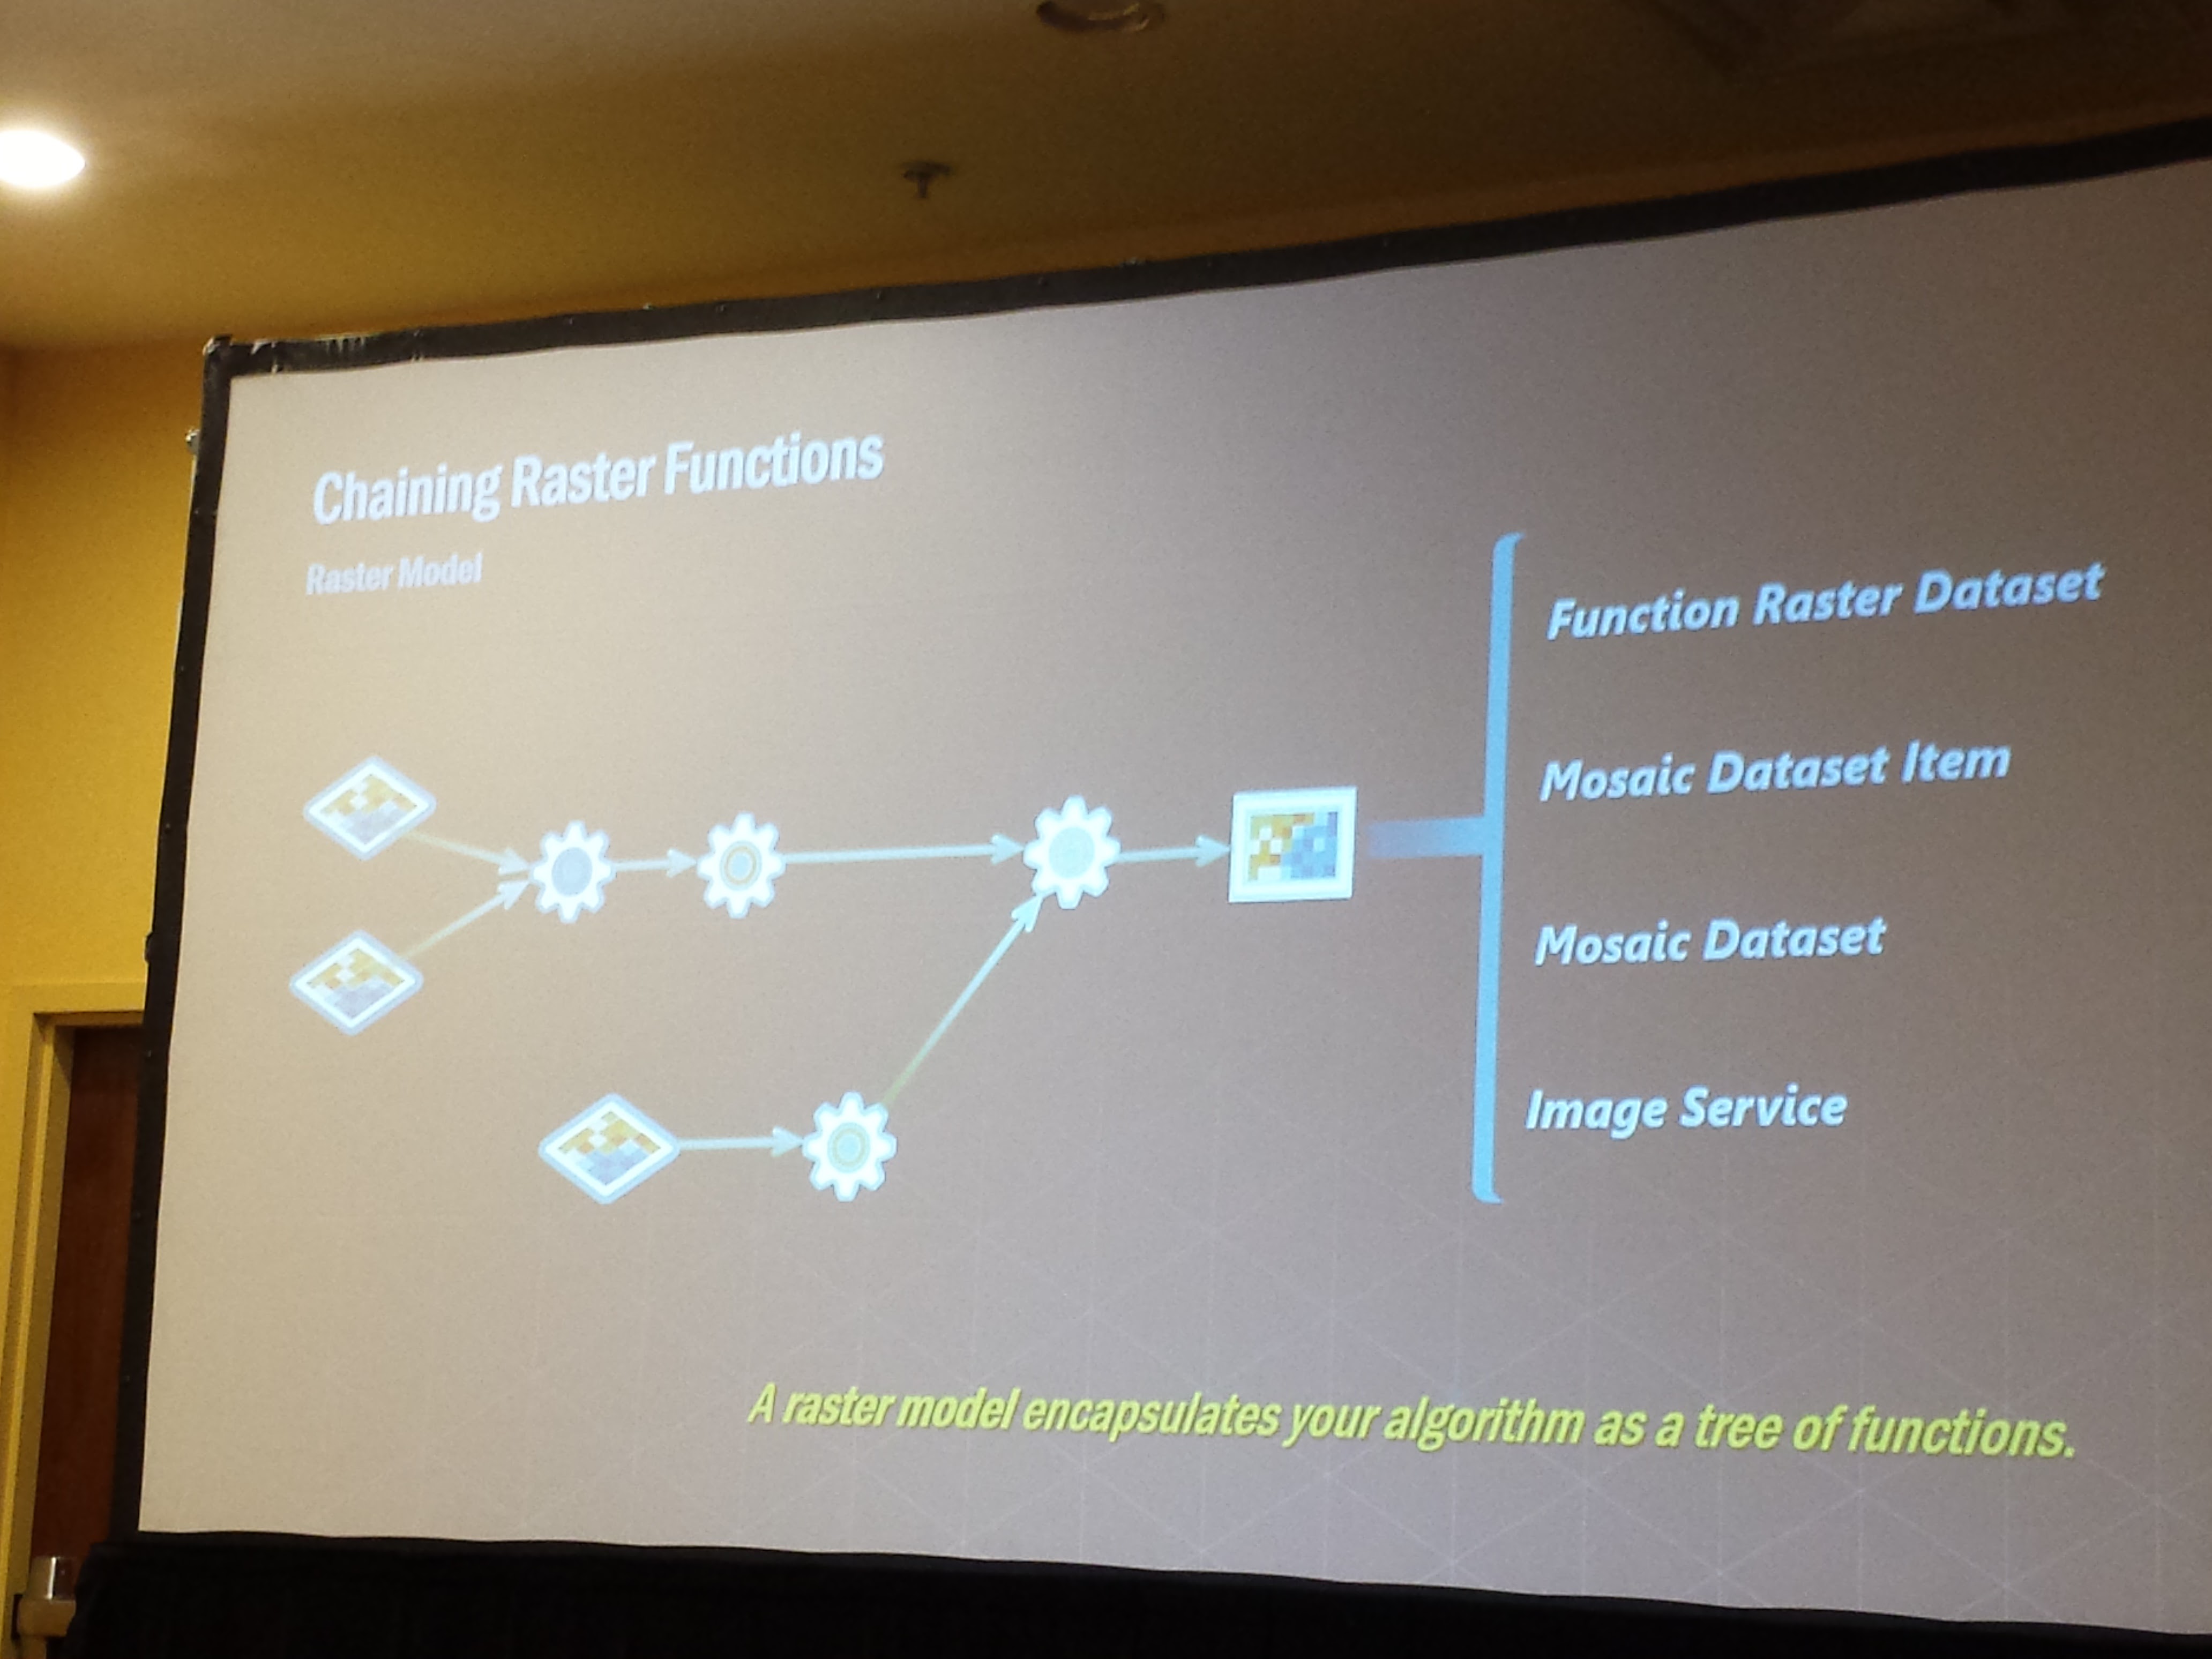 Chaining Raster Functions
Raster Model
Function Raster Dataset
Mosaic Dataset Item
Mosaic Dataset
Image Service
A raster model encapsulates your algorithm as a tree of functions.